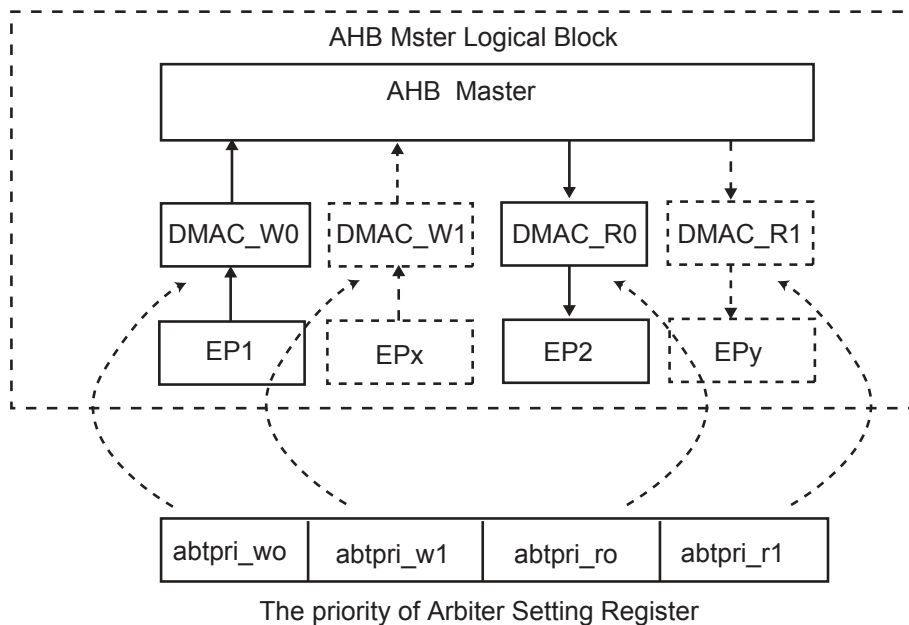 AHB Mster Logical Block
AHB Master
DMAC_W0 DMAC_W1 DMAC_R0 DMAC_R1
EP1 EPx EP2 EPy
abtpri_wo abtpri_w1 abtpri_ro abtpri_r1
The priority of Arbiter Setting Register